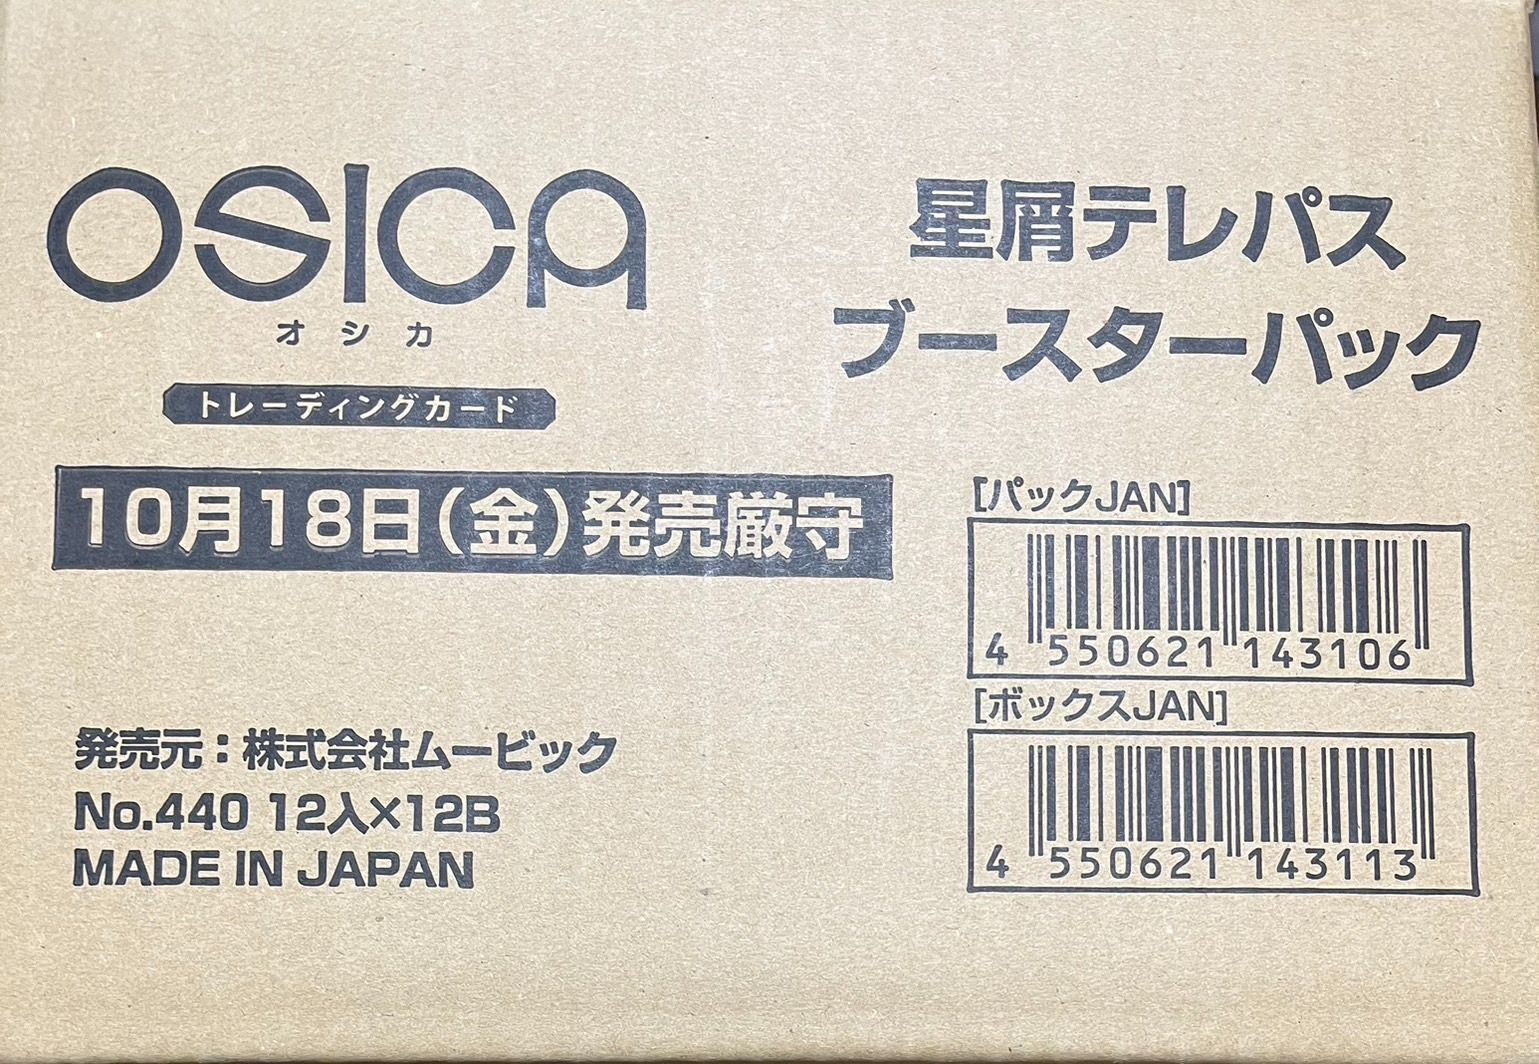 OSICA
オシカ
トレーディングカード
星屑テレパス
ブースターパック
10月18日(金)発売厳守
[パックJAN]
4 550621 143106
[ボックスJAN]
4 550621 143113
発売元:株式会社ムービック
No.440 12入×12B
MADE IN JAPAN